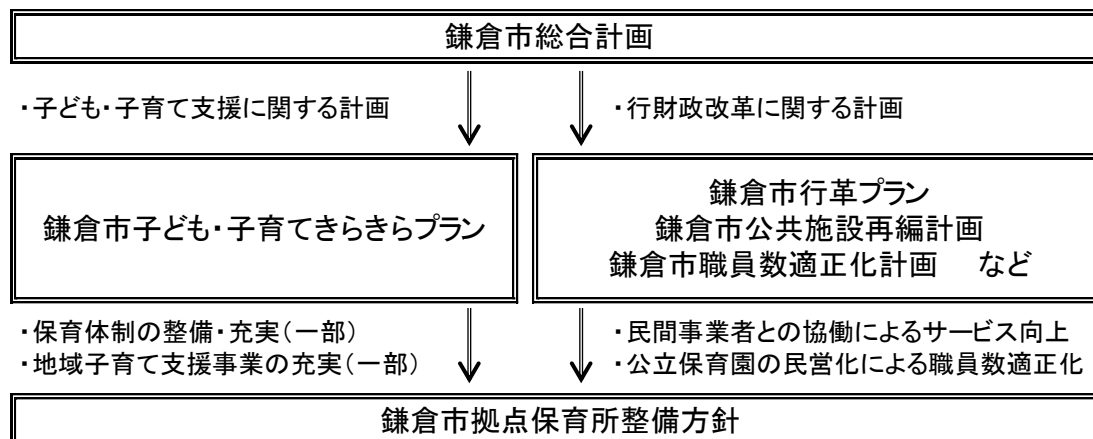 鎌倉市総合計画
・子ども・子育て支援に関する計画
・行財政改革に関する計画
鎌倉市子ども・子育てきらきらプラン
鎌倉市行革プラン
鎌倉市公共施設再編計画
鎌倉市職員数適正化計画 など
・保育体制の整備・充実(一部)
・地域子育て支援事業の充実(一部)
・民間事業者との協働によるサービス向上
・公立保育園の民営化による職員数適正化
鎌倉市拠点保育所整備方針